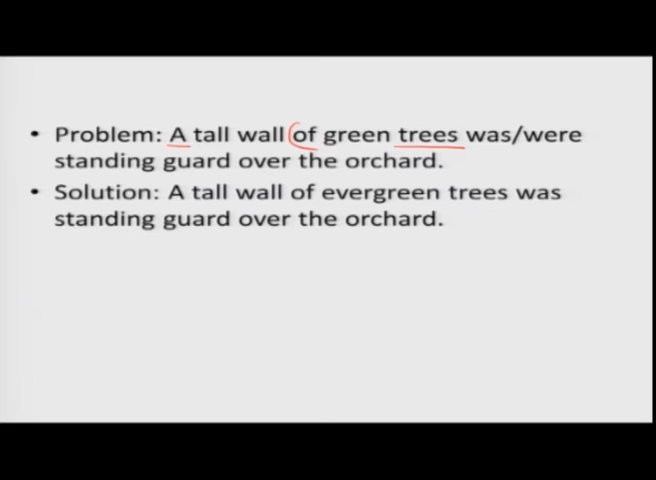 • Problem: A tall wall of green trees was/were
standing guard over the orchard.
• Solution: A tall wall of evergreen trees was
standing guard over the orchard.